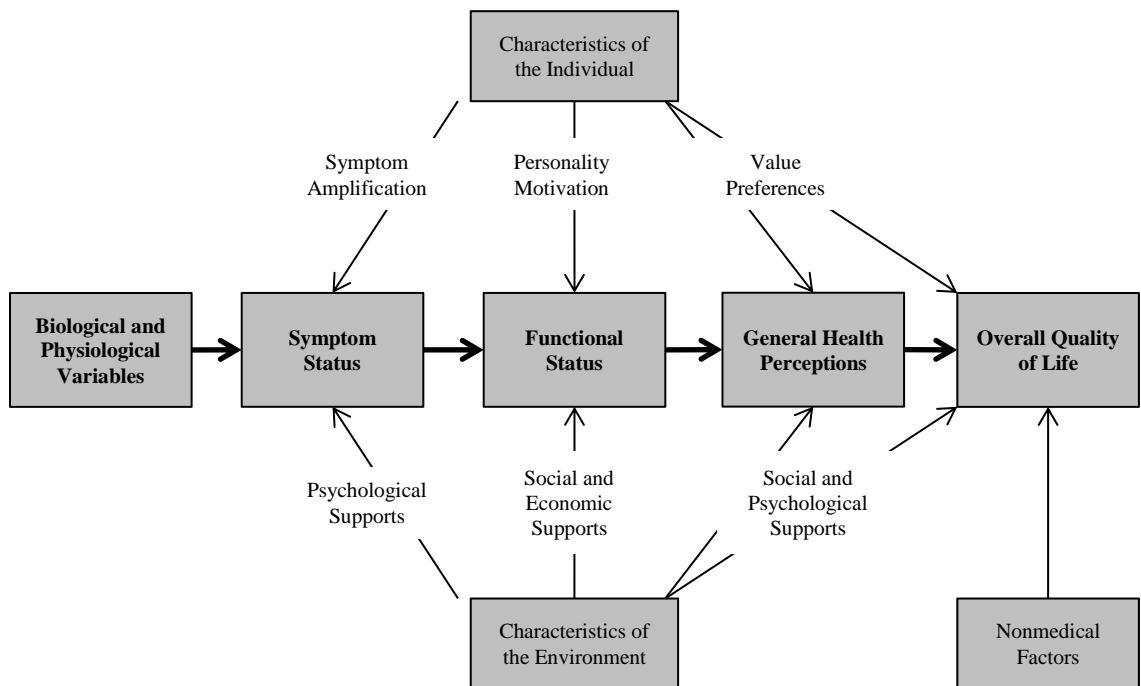 Characteristics of
the Individual
Symptom
Amplification
Personality
Motivation
Value
Preferences
Biological and
Physiological
Variables
Symptom
Status
Functional
Status
General Health
Perceptions
Overall Quality
of Life
Psychological
Supports
Social and
Economic
Supports
Social and
Psychological
Supports
Characteristics of
the Environment
Nonmedical
Factors